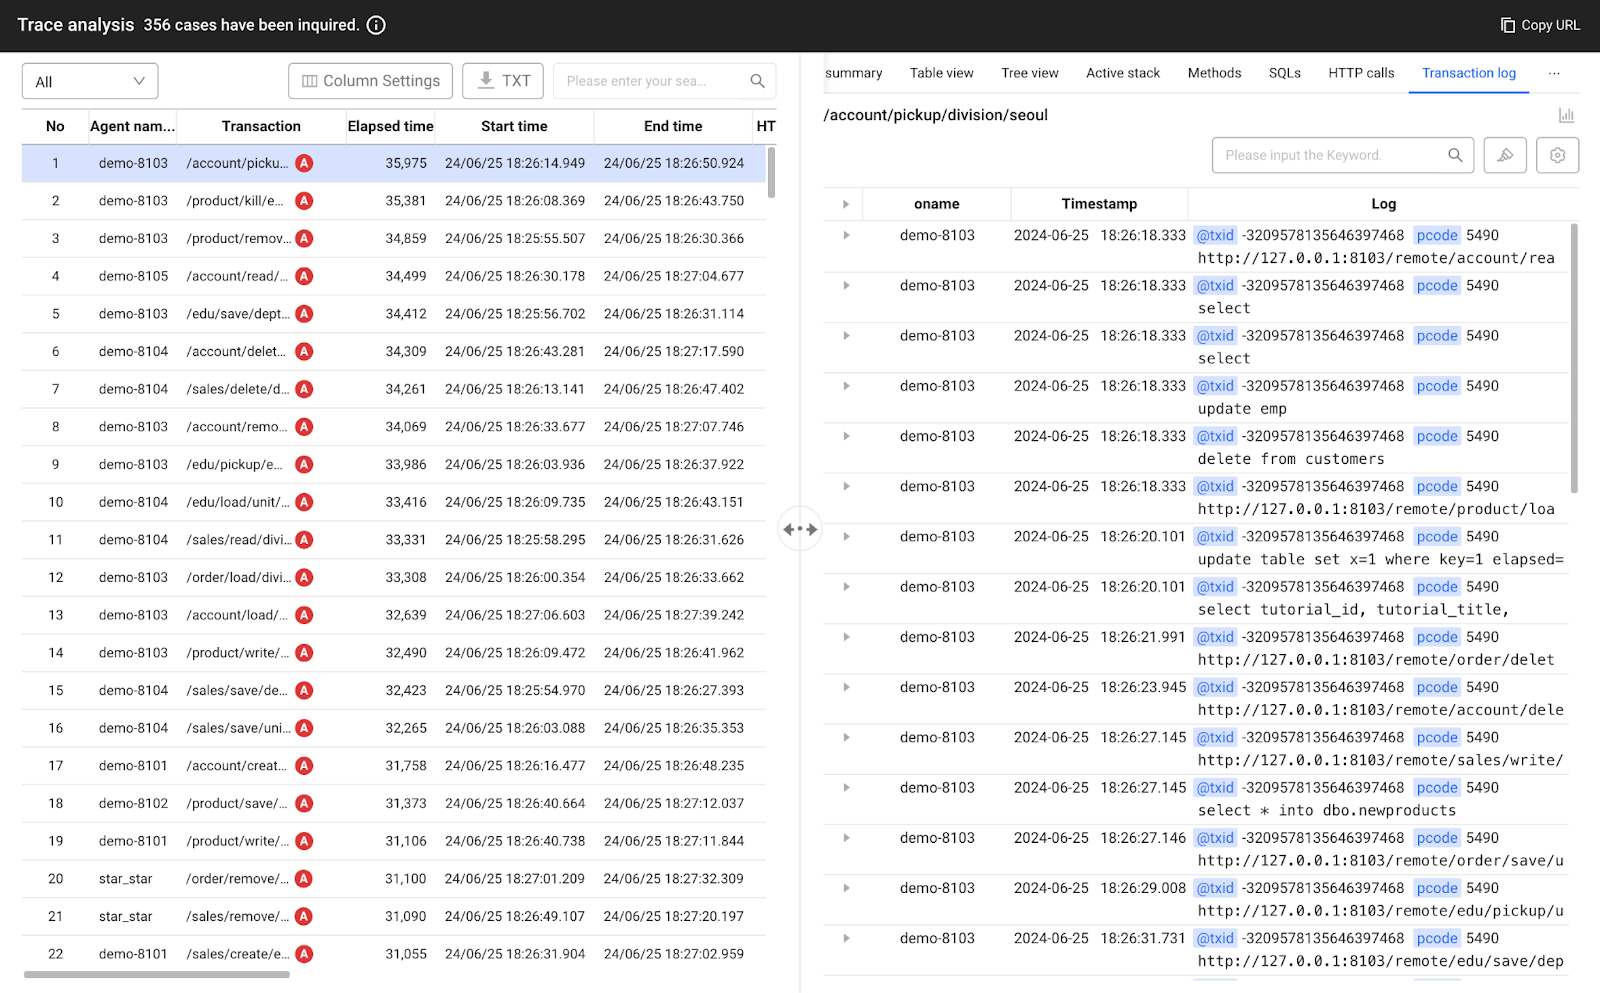 Trace analysis 356 cases have been inquired.
Copy URL
All
Column Settings
TXT
Please enter your sea...
No Agent nam... Transaction Elapsed time Start time End time HT
1 demo-8103 /account/picku... A 35,975 24/06/25 18:26:14.949 24/06/25 18:26:50.924
2 demo-8103 /product/kill/e... A 35,381 24/06/25 18:26:08.369 24/06/25 18:26:43.750
3 demo-8103 /product/remov... A 34,859 24/06/25 18:25:55.507 24/06/25 18:26:30.366
4 demo-8105 /account/read/... A 34,499 24/06/25 18:26:30.178 24/06/25 18:27:04.677
5 demo-8103 /edu/save/dept... A 34,412 24/06/25 18:25:56.702 24/06/25 18:26:31.114
6 demo-8104 /account/delet... A 34,309 24/06/25 18:26:43.281 24/06/25 18:27:17.590
7 demo-8104 /sales/delete/d... A 34,261 24/06/25 18:26:13.141 24/06/25 18:26:47.402
8 demo-8103 /account/remo... A 34,069 24/06/25 18:26:33.677 24/06/25 18:27:07.746
9 demo-8103 /edu/pickup/e... A 33,986 24/06/25 18:26:03.936 24/06/25 18:26:37.922
10 demo-8104 /edu/load/unit/... A 33,416 24/06/25 18:26:09.735 24/06/25 18:26:43.151
11 demo-8104 /sales/read/divi... A 33,331 24/06/25 18:25:58.295 24/06/25 18:26:31.626
12 demo-8103 /order/load/divi... A 33,308 24/06/25 18:26:00.354 24/06/25 18:26:33.662
13 demo-8103 /account/load/... A 32,639 24/06/25 18:27:06.603 24/06/25 18:27:39.242
14 demo-8103 /product/write/... A 32,490 24/06/25 18:26:09.472 24/06/25 18:26:41.962
15 demo-8104 /sales/save/de... A 32,423 24/06/25 18:25:54.970 24/06/25 18:26:27.393
16 demo-8104 /sales/save/uni... A 32,265 24/06/25 18:26:03.088 24/06/25 18:26:35.353
17 demo-8101 /account/creat... A 31,758 24/06/25 18:26:16.477 24/06/25 18:26:48.235
18 demo-8102 /product/save/... A 31,373 24/06/25 18:26:40.664 24/06/25 18:27:12.037
19 demo-8101 /product/write/... A 31,106 24/06/25 18:26:40.738 24/06/25 18:27:11.844
20 star_star /order/remove/... A 31,100 24/06/25 18:27:01.209 24/06/25 18:27:32.309
21 star_star /sales/remove/... A 31,090 24/06/25 18:26:49.107 24/06/25 18:27:20.197
22 demo-8101 /sales/create/e... A 31,055 24/06/25 18:26:31.904 24/06/25 18:27:02.959
summary Table view Tree view Active stack Methods SQLs HTTP calls Transaction log ...
/account/pickup/division/seoul
Please input the Keyword.
oname Timestamp Log
demo-8103 2024-06-25 18:26:18.333 @txid -3209578135646397468 pcode 5490
http://127.0.0.1:8103/remote/account/rea
demo-8103 2024-06-25 18:26:18.333 @txid -3209578135646397468 pcode 5490
select
demo-8103 2024-06-25 18:26:18.333 @txid -3209578135646397468 pcode 5490
select
demo-8103 2024-06-25 18:26:18.333 @txid -3209578135646397468 pcode 5490
update emp
demo-8103 2024-06-25 18:26:18.333 @txid -3209578135646397468 pcode 5490
delete from customers
demo-8103 2024-06-25 18:26:18.333 @txid -3209578135646397468 pcode 5490
http://127.0.0.1:8103/remote/product/loa
demo-8103 2024-06-25 18:26:20.101 @txid -3209578135646397468 pcode 5490
update table set x=1 where key=1 elapsed=
demo-8103 2024-06-25 18:26:20.101 @txid -3209578135646397468 pcode 5490
select tutorial_id, tutorial_title,
demo-8103 2024-06-25 18:26:21.991 @txid -3209578135646397468 pcode 5490
http://127.0.0.1:8103/remote/order/delet
demo-8103 2024-06-25 18:26:23.945 @txid -3209578135646397468 pcode 5490
http://127.0.0.1:8103/remote/account/dele
demo-8103 2024-06-25 18:26:27.145 @txid -3209578135646397468 pcode 5490
http://127.0.0.1:8103/remote/sales/write/
demo-8103 2024-06-25 18:26:27.145 @txid -3209578135646397468 pcode 5490
select * into dbo.newproducts
demo-8103 2024-06-25 18:26:27.146 @txid -3209578135646397468 pcode 5490
http://127.0.0.1:8103/remote/order/save/u
demo-8103 2024-06-25 18:26:29.008 @txid -3209578135646397468 pcode 5490
http://127.0.0.1:8103/remote/edu/pickup/u
demo-8103 2024-06-25 18:26:31.731 @txid -3209578135646397468 pcode 5490
http://127.0.0.1:8103/remote/edu/save/dep